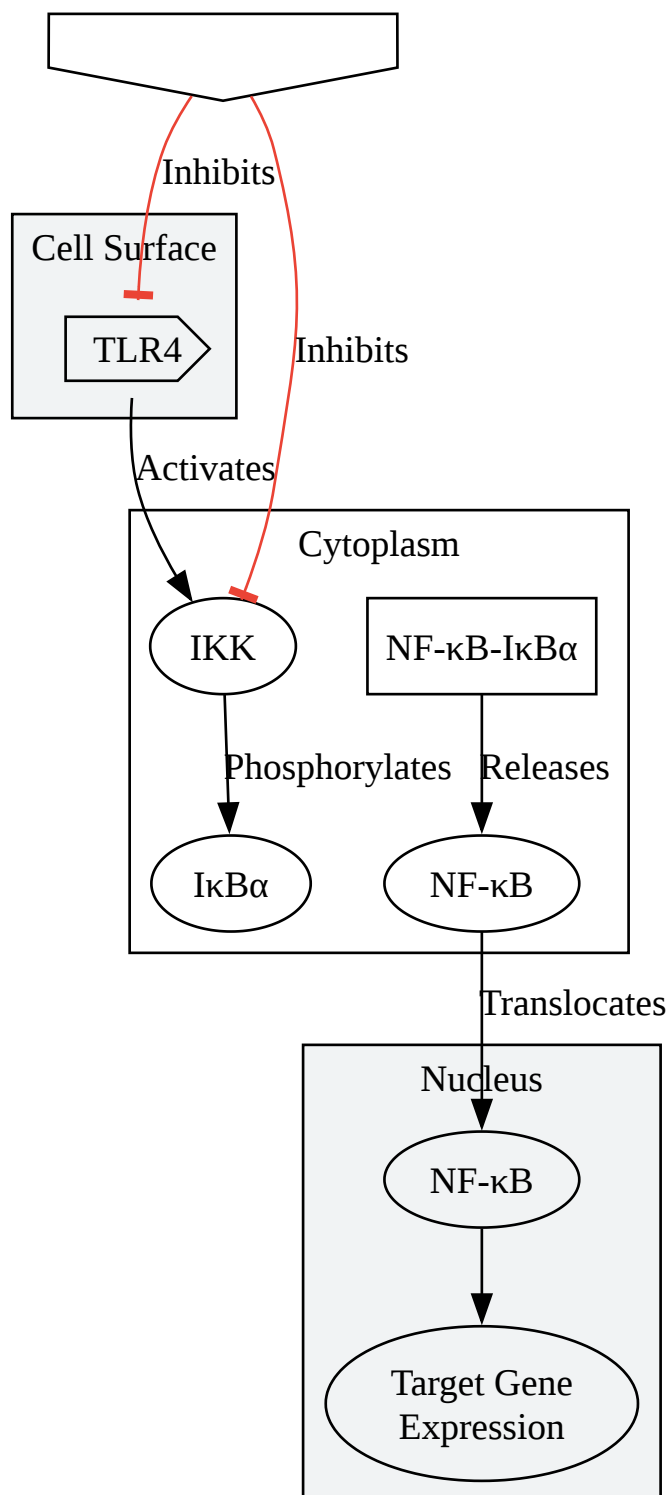 Inhibits
Cell Surface
TLR4
Inhibits
Activates
Cytoplasm
IKK
NF-κB-IκBα
Phosphorylates
Releases
IκBα
NF-κB
Translocates
Nucleus
NF-κB
Target Gene
Expression